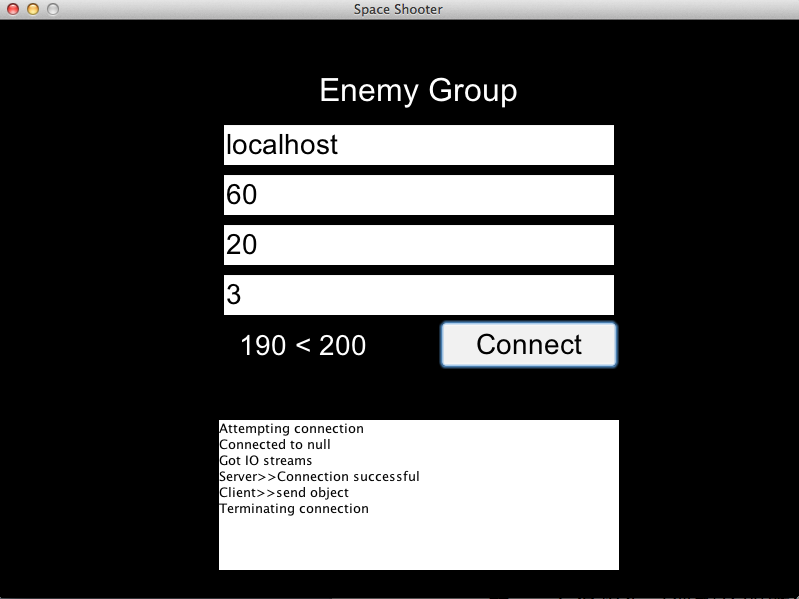 Space Shooter
Enemy Group
localhost
60
20
3
190 < 200
Connect
Attempting connection
Connected to null
Got IO streams
Server>>Connection successful
Client>>send object
Terminating connection